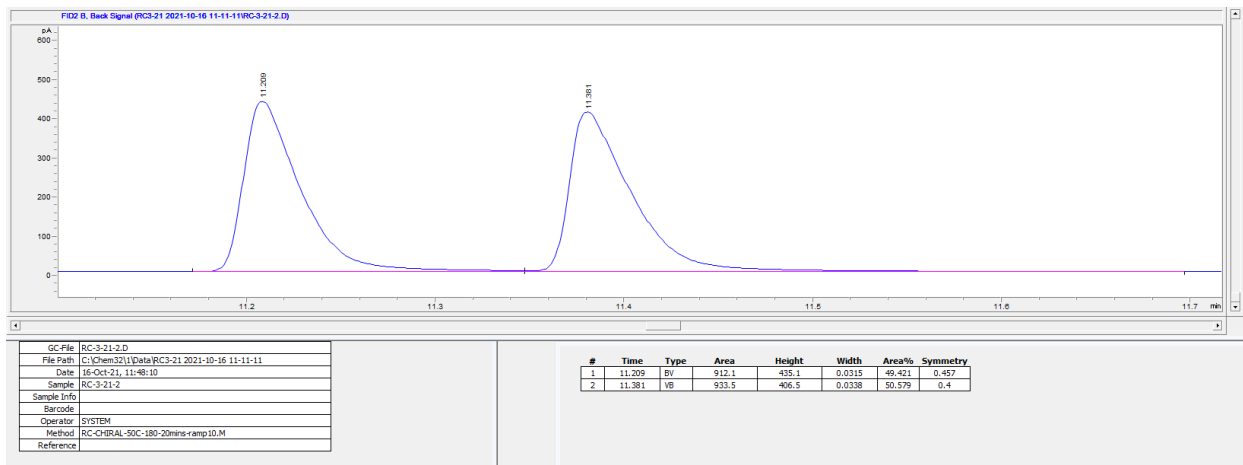 FID2 B, Back Signal (RC3-21 2021-10-16 11-11-11\RC-3-21-2.D)
pA
600
500
400
300
200
100
0
11.209
11.381
11.2 11.3 11.4 11.5 11.6 11.7 min
GC-File RC-3-21-2.D
File Path C:\Chem32\1\Data\RC3-21 2021-10-16 11-11-11
Date 16-Oct-21, 11:48:10
Sample RC-3-21-2
Sample Info
Barcode
Operator SYSTEM
Method RC-CHIRAL-50C-180-20mins-ramp10.M
Reference
# Time Type Area Height Width Area% Symmetry
1 11.209 BV 912.1 435.1 0.0315 49.421 0.457
2 11.381 VB 933.5 406.5 0.0338 50.579 0.4